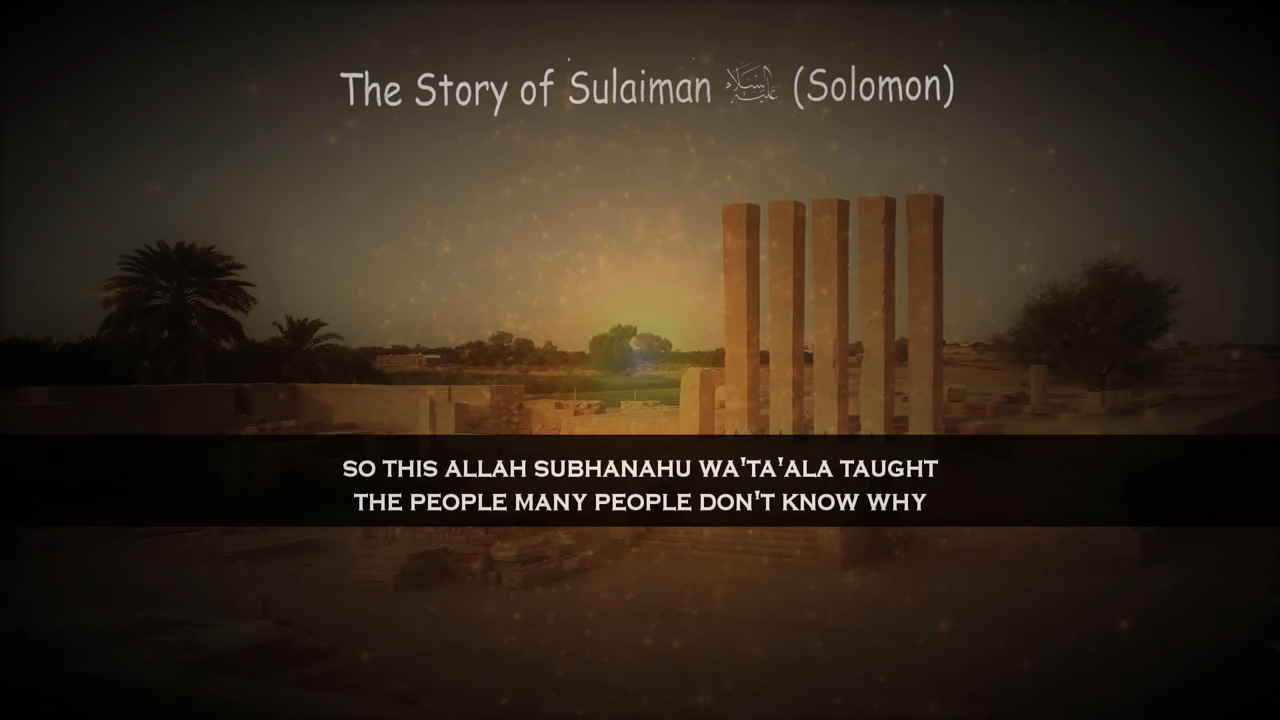 The Story of Sulaiman عليه السلام (Solomon)
SO THIS ALLAH SUBHANAHU WA'TA'ALA TAUGHT
THE PEOPLE MANY PEOPLE DON'T KNOW WHY